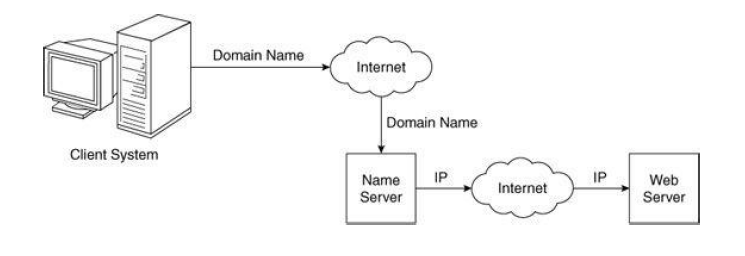 Domain Name
Internet
Client System
Domain Name
Name
Server
IP
Internet
IP
Web
Server